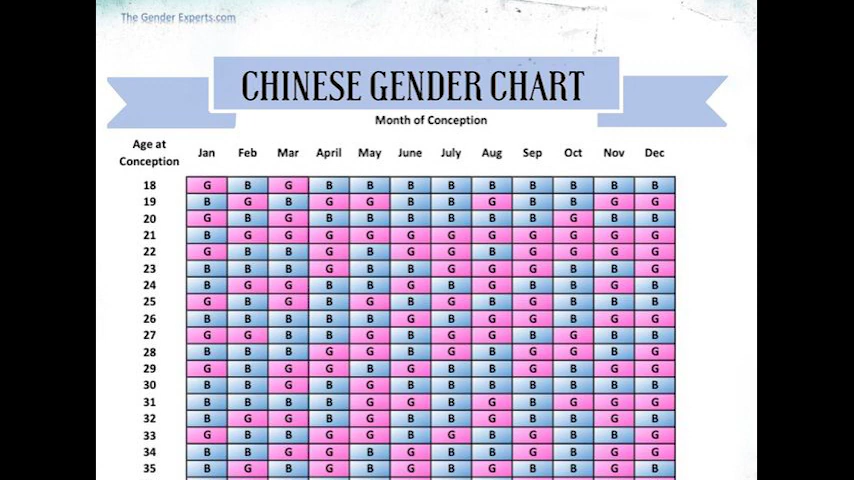 The Gender Experts.com
CHINESE GENDER CHART
Month of Conception
Age at Conception Jan Feb Mar April May June July Aug Sep Oct Nov Dec
18 G B G B B B B B B B B B
19 B G B G G B B G B B G G
20 G B G B B B B B B G B B
21 B G G G G G G G G G G G
22 G B B G B G G B G G G G
23 B B B G B B G G G B B G
24 B G G B B G B G B B G B
25 G B G B G B G B G B B B
26 B B B B B G B G G B G G
27 G G B B G B G G B G B B
28 B B B G G B G B G G B G
29 G B G G B G B B G B G G
30 B B G B G B B B B B B B
31 B B B B G G B G B G G G
32 B G G B G B B G B B G B
33 G B B G G B G B G B B G
34 B B G G B G B B G B G G
35 B G B G B G B G B B G B